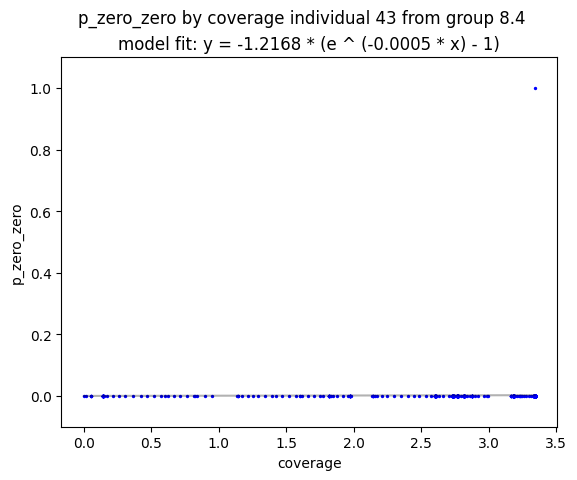 p_zero_zero by coverage individual 43 from group 8.4
model fit: y = -1.2168 * (e ^ (-0.0005 * x) - 1)
1.0
0.8
0.6
0.4
0.2
0.0
p_zero_zero
0.0 0.5 1.0 1.5 2.0 2.5 3.0 3.5
coverage